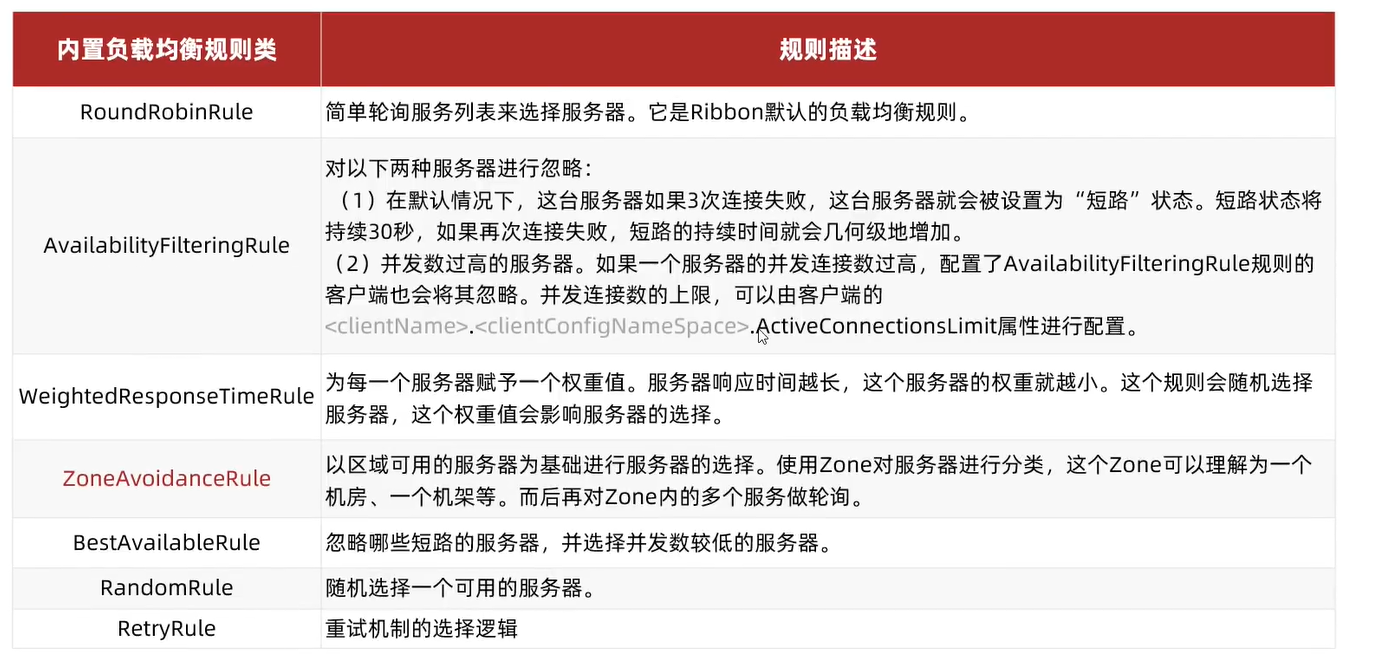 内置负载均衡规则类
规则描述
RoundRobinRule
简单轮询服务列表来选择服务器。它是Ribbon默认的负载均衡规则。
AvailabilityFilteringRule
对以下两种服务器进行忽略：
（1）在默认情况下，这台服务器如果3次连接失败，这台服务器就会被设置为“短路”状态。短路状态将
持续30秒，如果再次连接失败，短路的持续时间就会几何级地增加。
（2）并发数过高的服务器。如果一个服务器的并发连接数过高，配置了AvailabilityFilteringRule规则的
客户端也会将其忽略。并发连接数的上限，可以由客户端的
<clientName>.<clientConfigNameSpace>.ActiveConnectionsLimit属性进行配置。
WeightedResponseTimeRule
为每一个服务器赋予一个权重值。服务器响应时间越长，这个服务器的权重就越小。这个规则会随机选择
服务器，这个权重值会影响服务器的选择。
ZoneAvoidanceRule
以区域可用的服务器为基础进行服务器的选择。使用Zone对服务器进行分类，这个Zone可以理解为一个
机房、一个机架等。而后再对Zone内的多个服务做轮询。
BestAvailableRule
忽略哪些短路的服务器，并选择并发数较低的服务器。
RandomRule
随机选择一个可用的服务器。
RetryRule
重试机制的选择逻辑